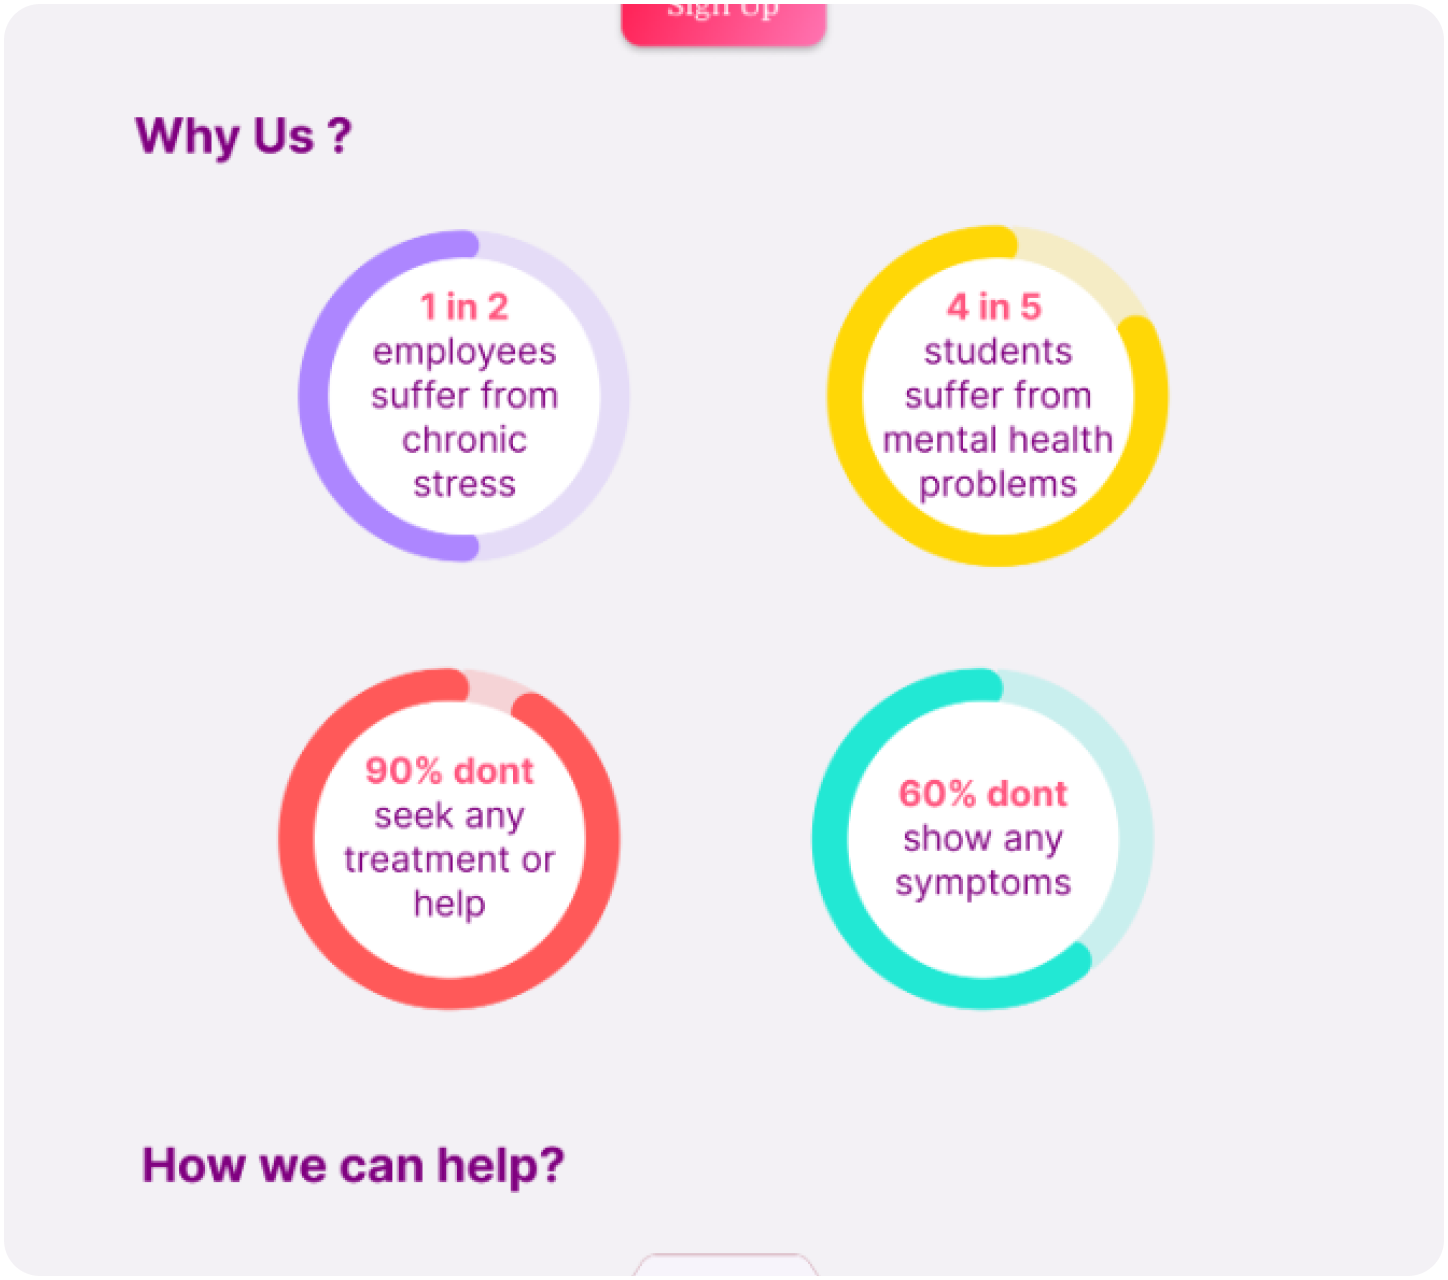 Sign Up
Why Us ?
1 in 2
employees
suffer from
chronic
stress
4 in 5
students
suffer from
mental health
problems
90% dont
seek any
treatment or
help
60% dont
show any
symptoms
How we can help?